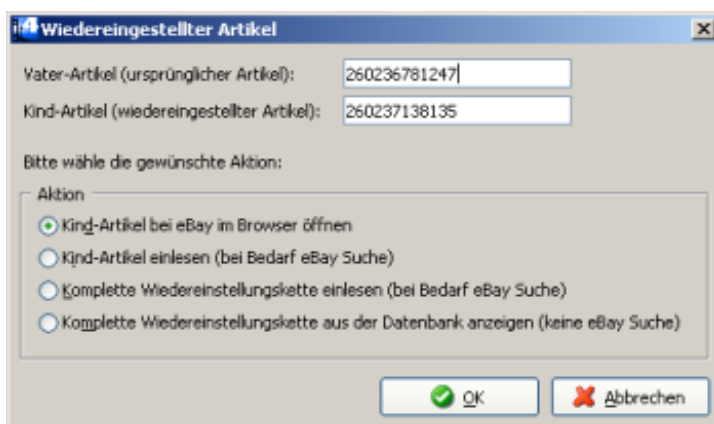 Wiedereingestellter Artikel
Vater-Artikel (ursprünglicher Artikel): 260236781247
Kind-Artikel (wiedereingestellter Artikel): 260237138135
Bitte wähle die gewünschte Aktion:
Aktion
Kind-Artikel bei eBay im Browser öffnen
Kind-Artikel einlesen (bei Bedarf eBay Suche)
Komplette Wiedereinstellungskette einlesen (bei Bedarf eBay Suche)
Komplette Wiedereinstellungskette aus der Datenbank anzeigen (keine eBay Suche)
OK Abbrechen